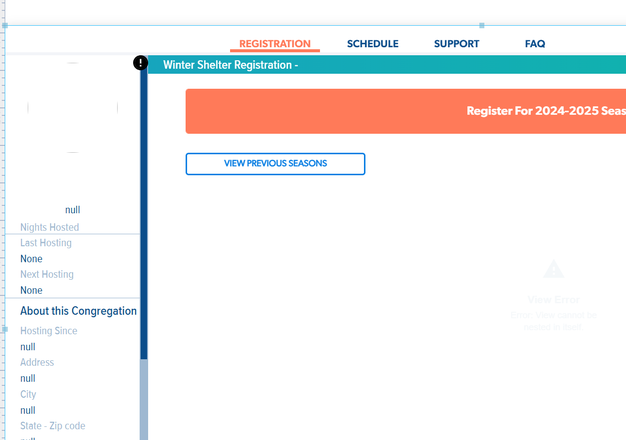 REGISTRATION SCHEDULE SUPPORT FAQ
!
Winter Shelter Registration -
Register For 2024-2025 Seas
VIEW PREVIOUS SEASONS
null
Nights Hosted
Last Hosting
None
Next Hosting
None
About this Congregation
Hosting Since
null
Address
null
City
null
State - Zip code
null
View Error